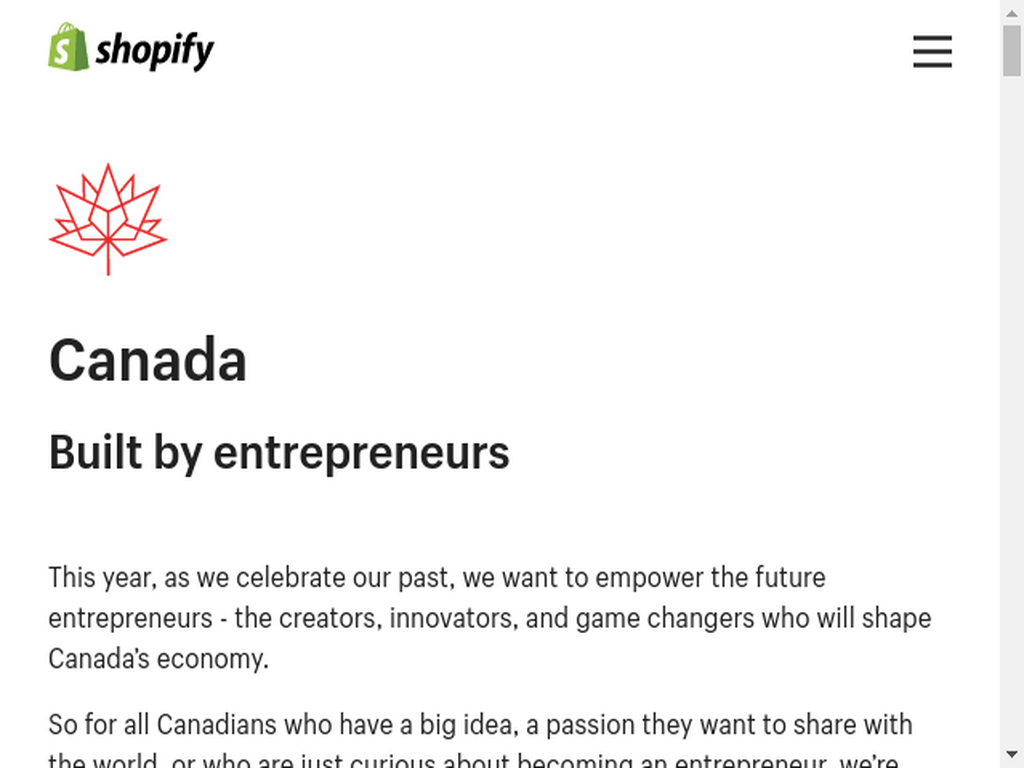 shopify
Canada
Built by entrepreneurs
This year, as we celebrate our past, we want to empower the future
entrepreneurs - the creators, innovators, and game changers who will shape
Canada's economy.
So for all Canadians who have a big idea, a passion they want to share with
the world, or who are just curious about becoming an entrepreneur, we're